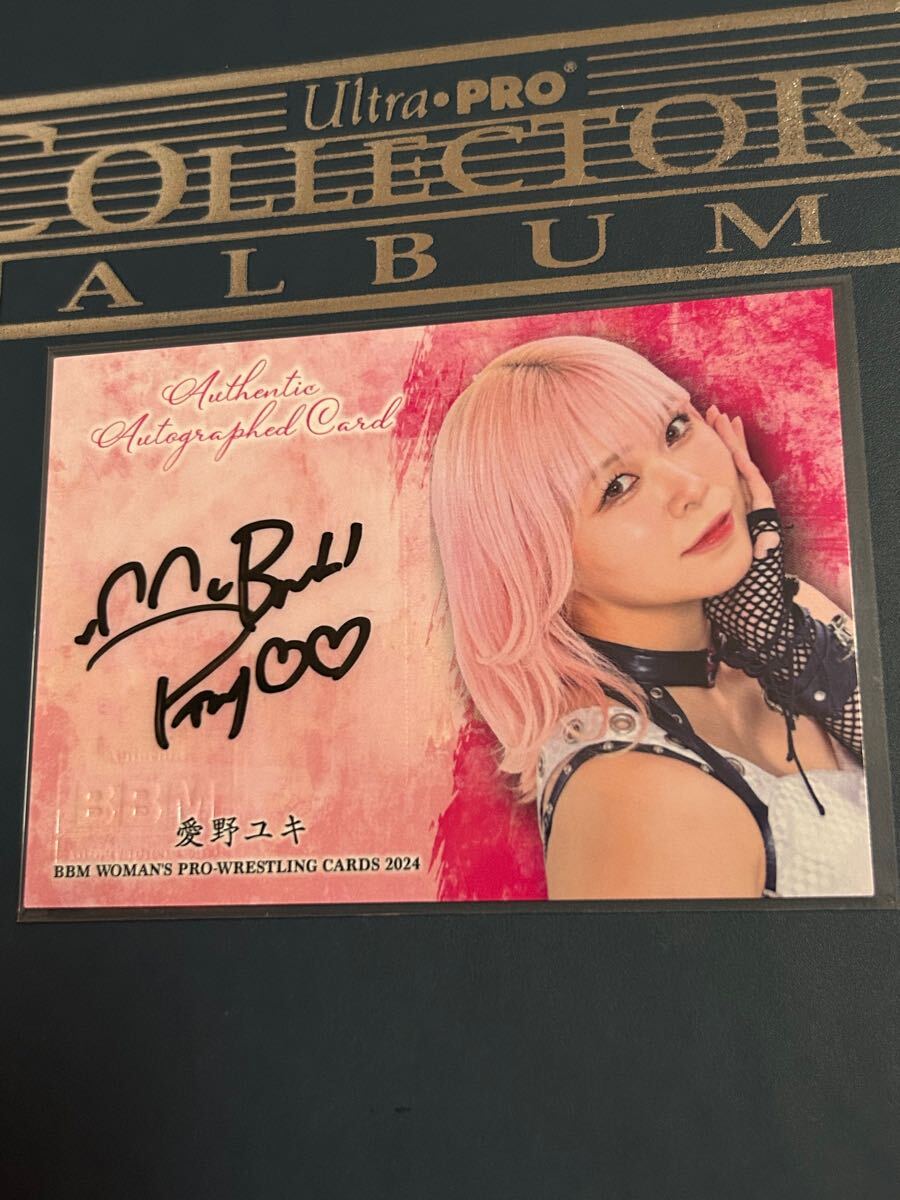 Ultra•PRO®
COLLECTOR
ALBUM
Authentic
Autographed Card
BBM
愛野ユキ
BBM WOMAN'S PRO-WRESTLING CARDS 2024